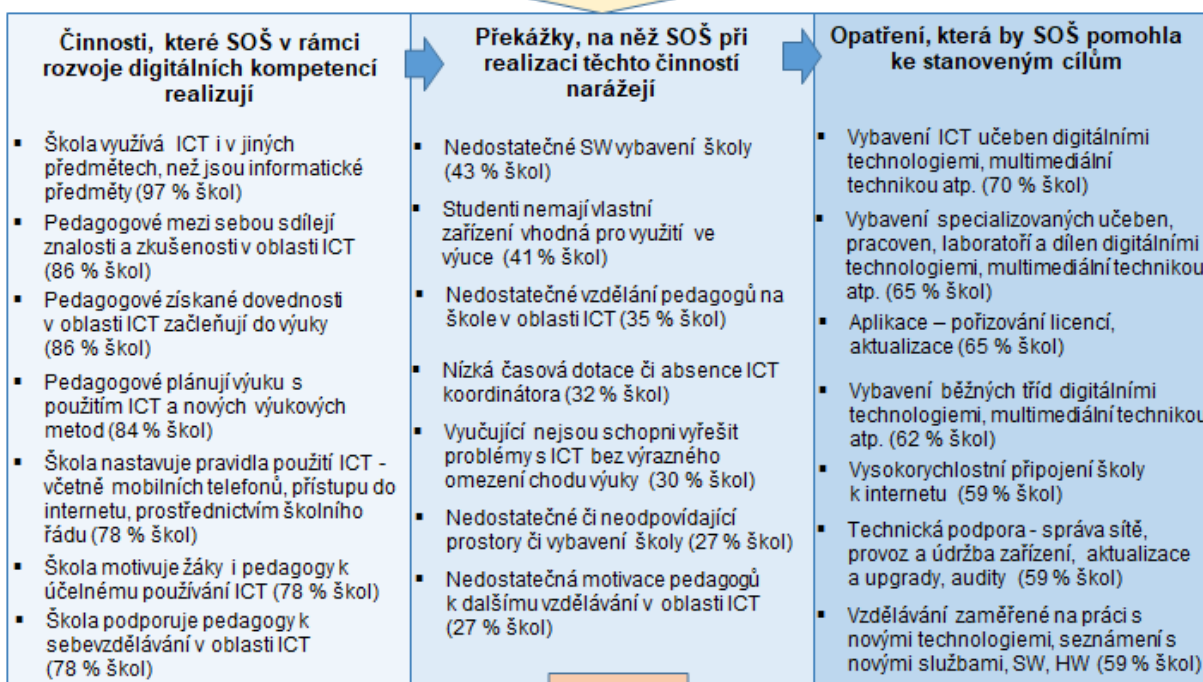 Činnosti, které SOŠ v rámci
rozvoje digitálních kompetencí
realizují
▪ Škola využívá ICT i v jiných
předmětech, než jsou informatické
předměty (97 % škol)
▪ Pedagogové mezi sebou sdílejí
znalosti a zkušenosti v oblasti ICT
(86 % škol)
▪ Pedagogové získané dovednosti
v oblasti ICT začleňují do výuky
(86 % škol)
▪ Pedagogové plánují výuku s
použitím ICT a nových výukových
metod (84 % škol)
▪ Škola nastavuje pravidla použití ICT -
včetně mobilních telefonů, přístupu do
internetu, prostřednictvím školního
řádu (78 % škol)
▪ Škola motivuje žáky i pedagogy k
účelnému používání ICT (78 % škol)
▪ Škola podporuje pedagogy k
sebevzdělávání v oblasti ICT
(78 % škol)
Překážky, na něž SOŠ při
realizaci těchto činností
narážejí
▪ Nedostatečné SW vybavení školy
(43 % škol)
▪ Studenti nemají vlastní
zařízení vhodná pro využití ve
výuce (41 % škol)
▪ Nedostatečné vzdělání pedagogů na
škole v oblasti ICT (35 % škol)
▪ Nízká časová dotace či absence ICT
koordinátora (32 % škol)
▪ Vyučující nejsou schopni vyřešit
problémy s ICT bez výrazného
omezení chodu výuky (30 % škol)
▪ Nedostatečné či neodpovídající
prostory či vybavení školy (27 % škol)
▪ Nedostatečná motivace pedagogů
k dalšímu vzdělávání v oblasti ICT
(27 % škol)
Opatření, která by SOŠ pomohla
ke stanoveným cílům
▪ Vybavení ICT učeben digitálními
technologiemi, multimediální
technikou atp. (70 % škol)
▪ Vybavení specializovaných učeben,
pracoven, laboratoří a dílen digitálními
technologiemi, multimediální technikou
atp. (65 % škol)
▪ Aplikace – pořizování licencí,
aktualizace (65 % škol)
▪ Vybavení běžných tříd digitálními
technologiemi, multimediální technikou
atp. (62 % škol)
▪ Vysokorychlostní připojení školy
k internetu (59 % škol)
▪ Technická podpora - správa sítě,
provoz a údržba zařízení, aktualizace
a upgrady, audity (59 % škol)
▪ Vzdělávání zaměřené na práci s
novými technologiemi, seznámení s
novými službami, SW, HW (59 % škol)